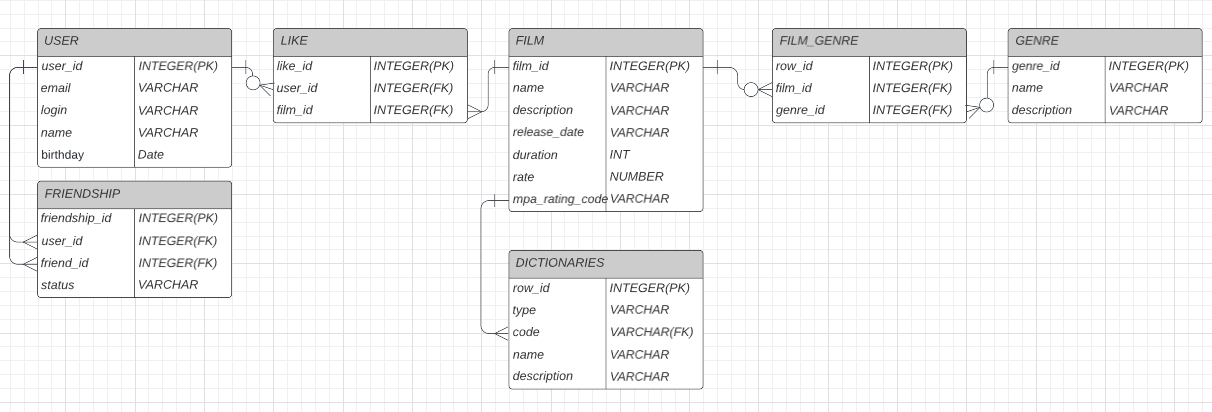 USER
user_id INTEGER(PK)
email VARCHAR
login VARCHAR
name VARCHAR
birthday Date
FRIENDSHIP
friendship_id INTEGER(PK)
user_id INTEGER(FK)
friend_id INTEGER(FK)
status VARCHAR
LIKE
like_id INTEGER(PK)
user_id INTEGER(FK)
film_id INTEGER(FK)
FILM
film_id INTEGER(PK)
name VARCHAR
description VARCHAR
release_date VARCHAR
duration INT
rate NUMBER
mpa_rating_code VARCHAR
DICTIONARIES
row_id INTEGER(PK)
type VARCHAR
code VARCHAR(FK)
name VARCHAR
description VARCHAR
FILM_GENRE
row_id INTEGER(PK)
film_id INTEGER(FK)
genre_id INTEGER(FK)
GENRE
genre_id INTEGER(PK)
name VARCHAR
description VARCHAR